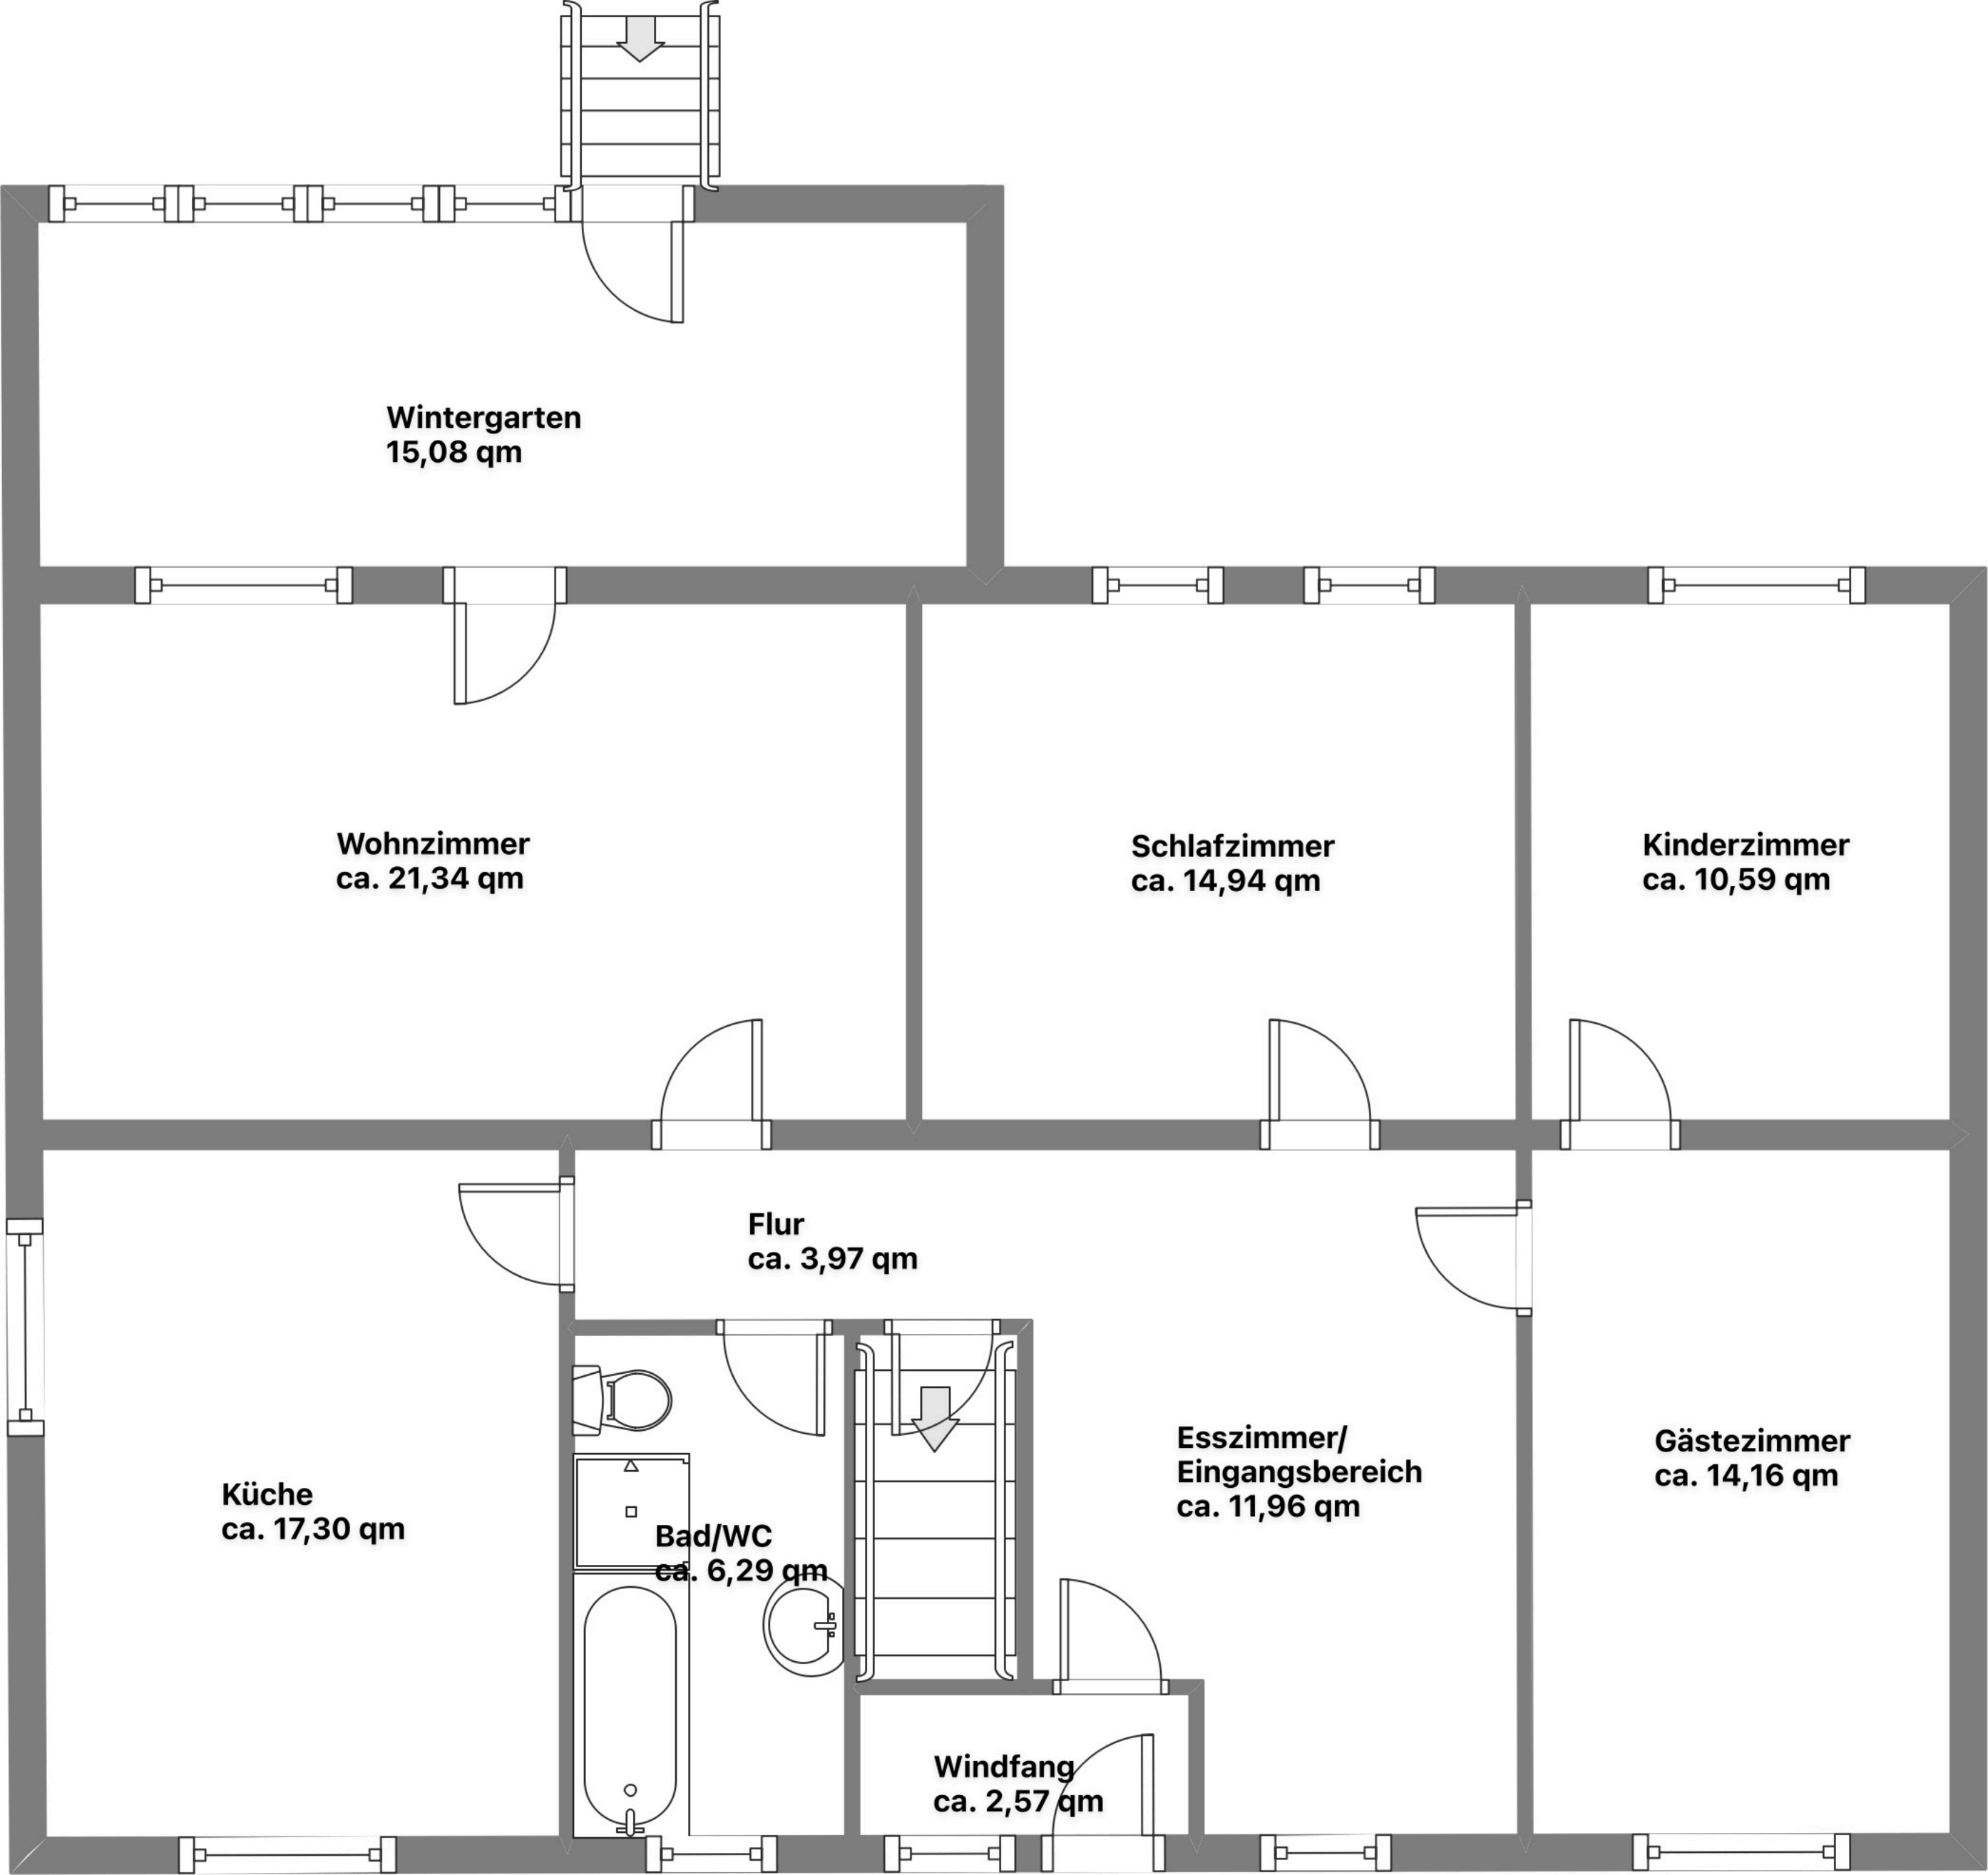 Wintergarten
15,08 qm
Wohnzimmer
ca. 21,34 qm
Schlafzimmer
ca. 14,94 qm
Kinderzimmer
ca. 10,59 qm
Flur
ca. 3,97 qm
Küche
ca. 17,30 qm
Bad/WC
ca. 6,29 qm
Esszimmer/
Eingangsbereich
ca. 11,96 qm
Gästezimmer
ca. 14,16 qm
Windfang
ca. 2,57 qm